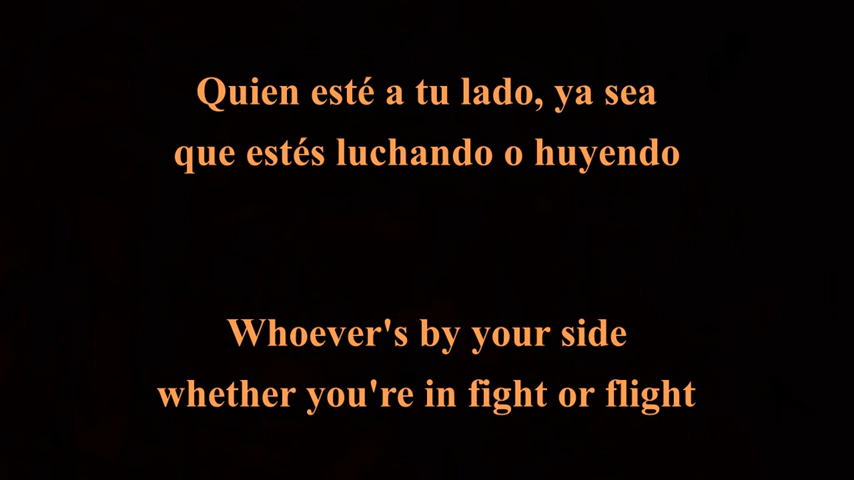 Quien esté a tu lado, ya sea
que estés luchando o huyendo
Whoever's by your side
whether you're in fight or flight